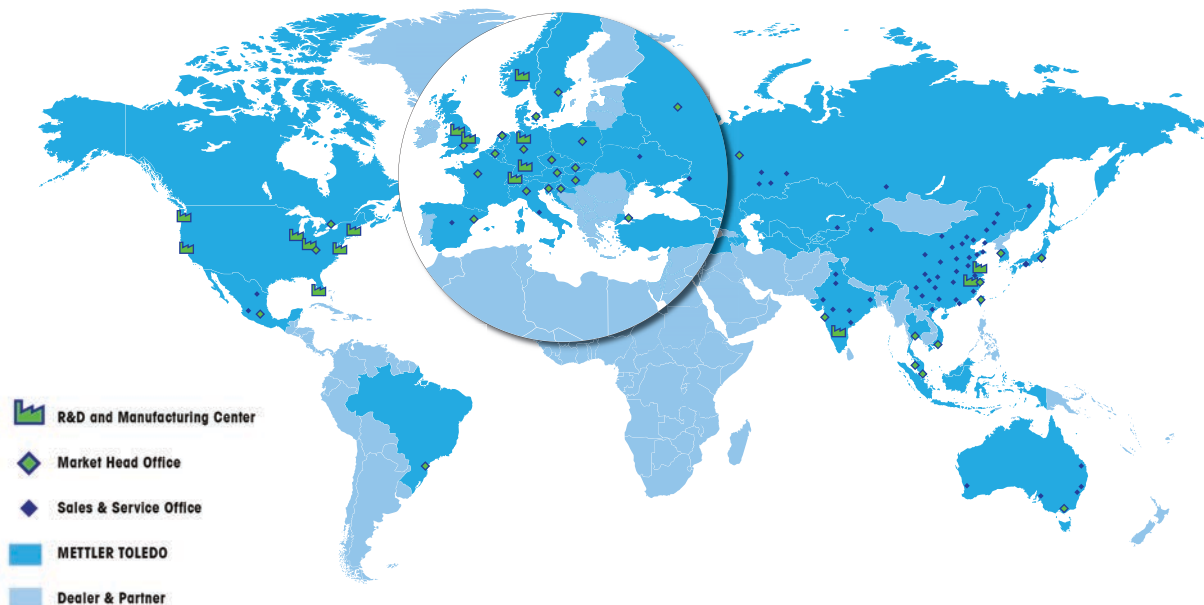 R&D and Manufacturing Center
Market Head Office
Sales & Service Office
METTLER TOLEDO
Dealer & Partner